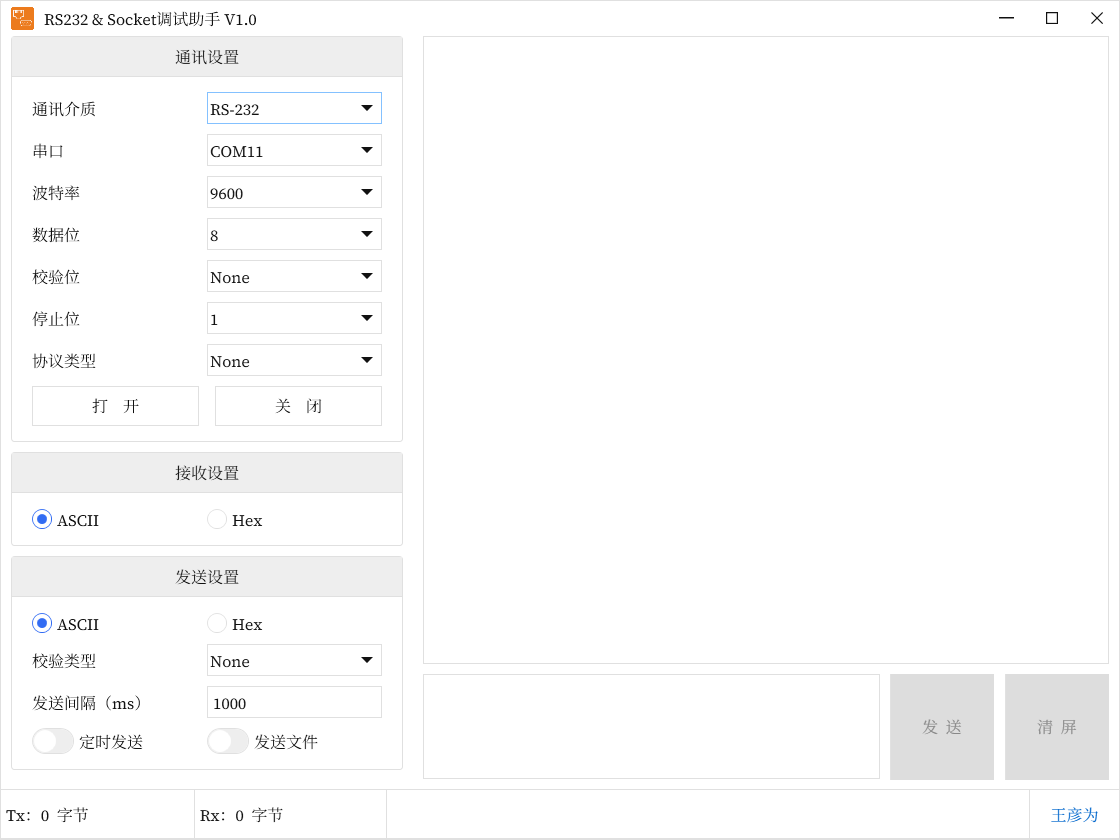 RS232 & Socket调试助手 V1.0
通讯设置
通讯介质 RS-232
串口 COM11
波特率 9600
数据位 8
校验位 None
停止位 1
协议类型 None
打 开 关 闭
接收设置
ASCII Hex
发送设置
ASCII Hex
校验类型 None
发送间隔（ms） 1000
定时发送 发送文件
发 送 清 屏
Tx: 0 字节 Rx: 0 字节 王彦为